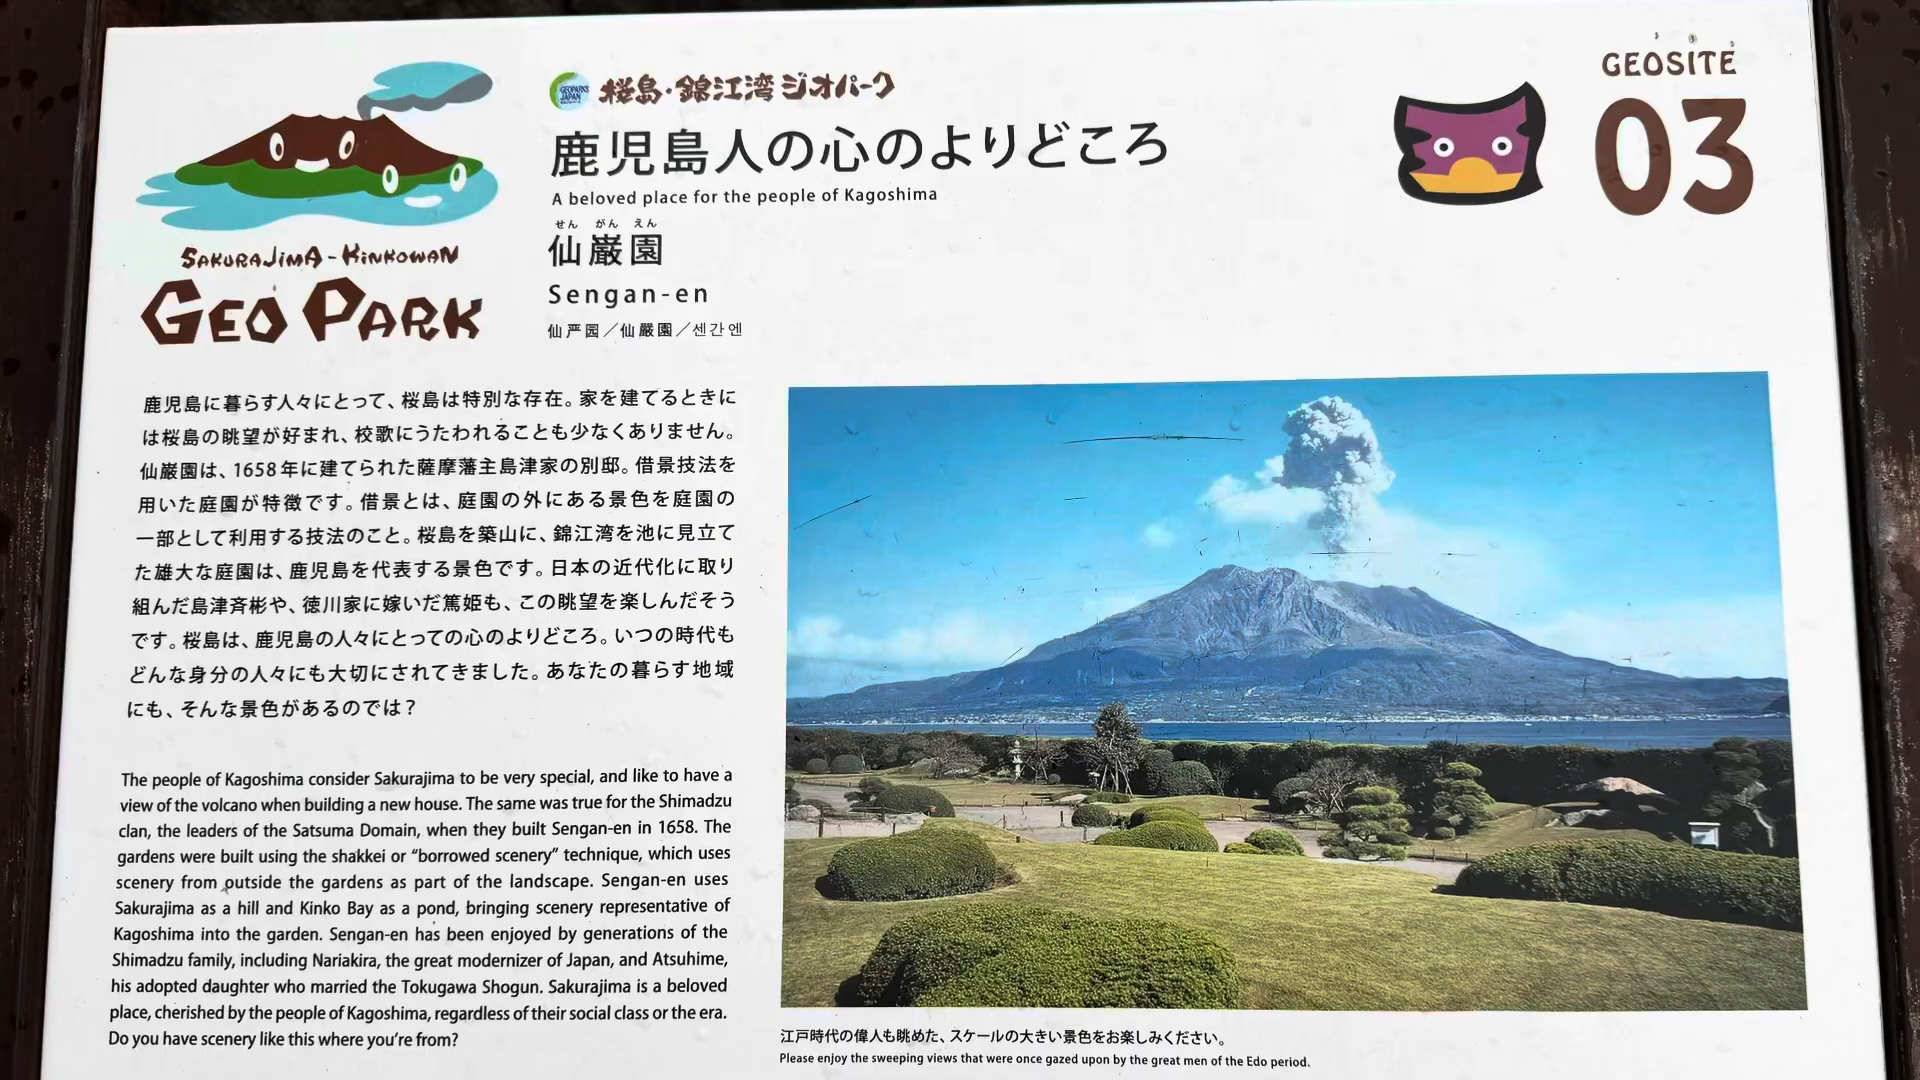 SAKURAJIMA-KINKOWAN
GEO PARK
GEOPARKS JAPAN
桜島・錦江湾ジオパーク
鹿児島人の心のよりどころ
A beloved place for the people of Kagoshima
せん がん えん
仙巌園
Sengan-en
仙严园／仙嚴園／센간엔
GEOSITE
03
鹿児島に暮らす人々にとって、桜島は特別な存在。家を建てるときに
は桜島の眺望が好まれ、校歌にうたわれることも少なくありません。
仙巌園は、1658年に建てられた薩摩藩主島津家の別邸。借景技法を
用いた庭園が特徴です。借景とは、庭園の外にある景色を庭園の
一部として利用する技法のこと。桜島を築山に、錦江湾を池に見立て
た雄大な庭園は、鹿児島を代表する景色です。日本の近代化に取り
組んだ島津斉彬や、徳川家に嫁いだ篤姫も、この眺望を楽しんだそう
です。桜島は、鹿児島の人々にとっての心のよりどころ。いつの時代も
どんな身分の人々にも大切にされてきました。あなたの暮らす地域
にも、そんな景色があるのでは？
The people of Kagoshima consider Sakurajima to be very special, and like to have a
view of the volcano when building a new house. The same was true for the Shimadzu
clan, the leaders of the Satsuma Domain, when they built Sengan-en in 1658. The
gardens were built using the shakkei or “borrowed scenery” technique, which uses
scenery from outside the gardens as part of the landscape. Sengan-en uses
Sakurajima as a hill and Kinko Bay as a pond, bringing scenery representative of
Kagoshima into the garden. Sengan-en has been enjoyed by generations of the
Shimadzu family, including Nariakira, the great modernizer of Japan, and Atsuhime,
his adopted daughter who married the Tokugawa Shogun. Sakurajima is a beloved
place, cherished by the people of Kagoshima, regardless of their social class or the era.
Do you have scenery like this where you’re from?
江戸時代の偉人も眺めた、スケールの大きい景色をお楽しみください。
Please enjoy the sweeping views that were once gazed upon by the great men of the Edo period.